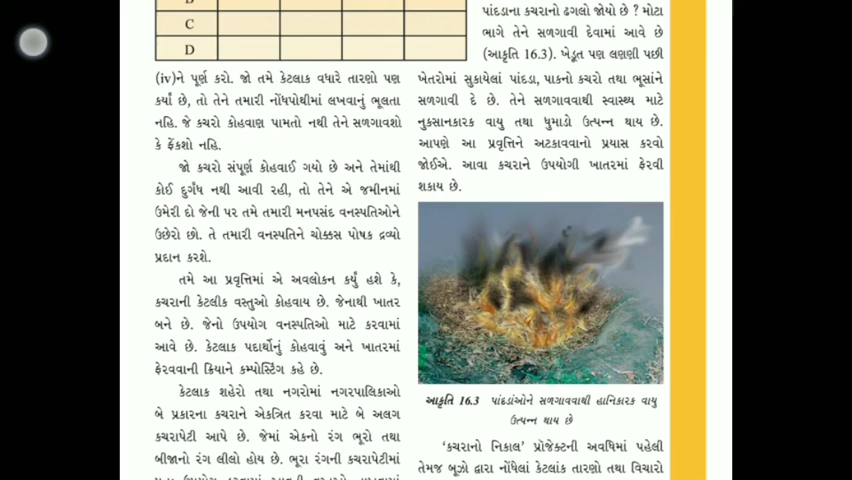 C
D
(iv)ને પૂર્ણ કરો. જો તમે કેટલાક વધારે તારણો પણ
કર્યાં છે, તો તેને તમારી નોંધપોથીમાં લખવાનું ભૂલતા
નહિ. જે કચરો કોહવાણ પામતો નથી તેને સળગાવશો
કે ફેંકશો નહિ.
જો કચરો સંપૂર્ણ કોહવાઈ ગયો છે અને તેમાંથી
કોઈ દુર્ગંધ નથી આવી રહી, તો તેને એ જમીનમાં
ઉમેરી દો જેની પર તમે તમારી મનપસંદ વનસ્પતિઓને
ઉછેરો છો. તે તમારી વનસ્પતિને ચોક્કસ પોષક દ્રવ્યો
પ્રદાન કરશે.
તમે આ પ્રવૃત્તિમાં એ અવલોકન કર્યું હશે કે,
કચરાની કેટલીક વસ્તુઓ કોહવાય છે. જેનાથી ખાતર
બને છે. જેનો ઉપયોગ વનસ્પતિઓ માટે કરવામાં
આવે છે. કેટલાક પદાર્થોનું કોહવાવું અને ખાતરમાં
ફેરવવાની ક્રિયાને કમ્પોસ્ટિંગ કહે છે.
કેટલાક શહેરો તથા નગરોમાં નગરપાલિકાઓ
બે પ્રકારના કચરાને એકત્રિત કરવા માટે બે અલગ
કચરાપેટી આપે છે. જેમાં એકનો રંગ ભૂરો તથા
બીજાનો રંગ લીલો હોય છે. ભૂરા રંગની કચરાપેટીમાં
પાંદડાના કચરાનો ઢગલો જોયો છે ? મોટા
ભાગે તેને સળગાવી દેવામાં આવે છે
(આકૃતિ 16.3). ખેડૂત પણ લણણી પછી
ખેતરોમાં સુકાયેલાં પાંદડા, પાકનો કચરો તથા ભૂસાંને
સળગાવી દે છે. તેને સળગાવવાથી સ્વાસ્થ્ય માટે
નુકસાનકારક વાયુ તથા ધુમાડો ઉત્પન્ન થાય છે.
આપણે આ પ્રવૃત્તિને અટકાવવાનો પ્રયાસ કરવો
જોઈએ. આવા કચરાને ઉપયોગી ખાતરમાં ફેરવી
શકાય છે.
આકૃતિ 16.3 પાંદડાંઓને સળગાવવાથી હાનિકારક વાયુ
ઉત્પન્ન થાય છે
‘કચરાનો નિકાલ’ પ્રોજેક્ટની અવધિમાં પહેલી
તેમજ બૂઝો દ્વારા નોંધેલાં કેટલાંક તારણો તથા વિચારો